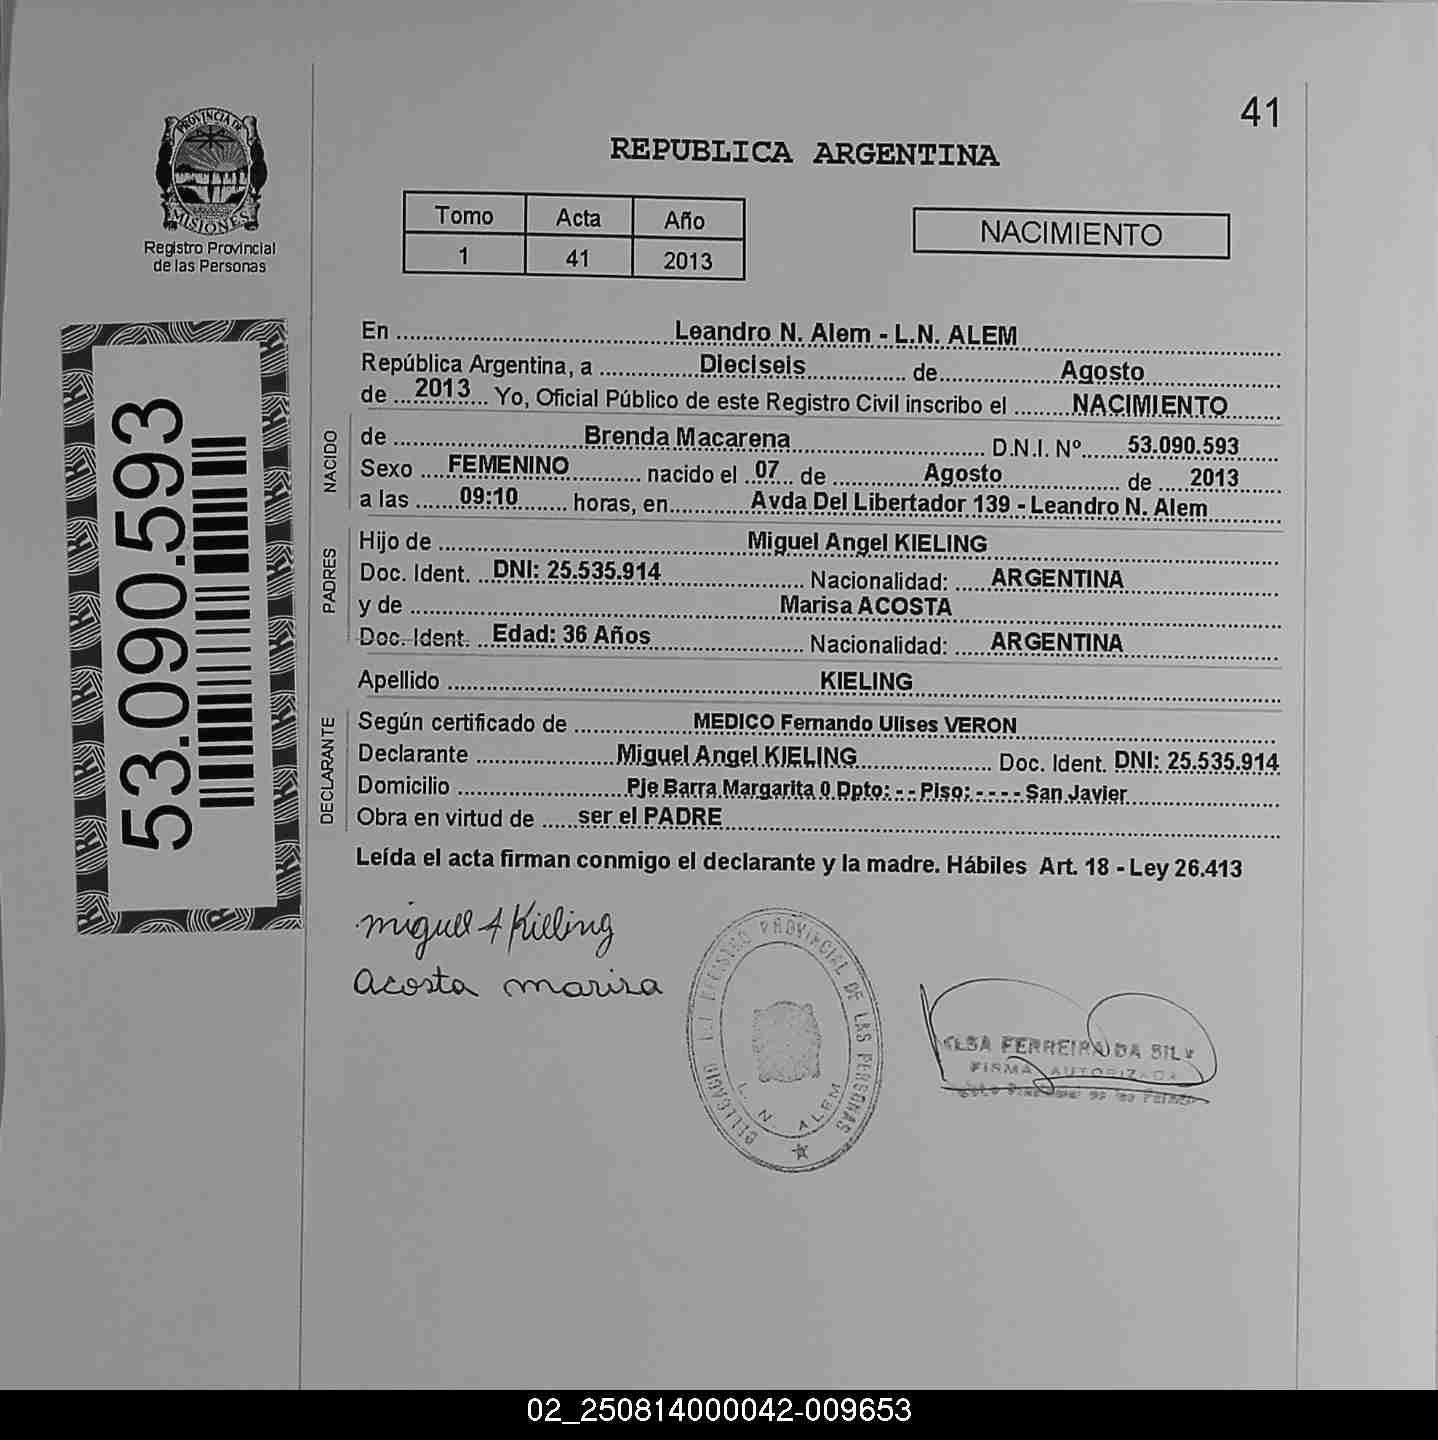 41
REPUBLICA ARGENTINA
PROVINCIA DE
MISIONES
Registro Provincial
de las Personas
Tomo Acta Año
1 41 2013
NACIMIENTO
53.090.593
En Leandro N. Alem - L.N. ALEM
República Argentina, a Dieciseis de Agosto
de 2013 Yo, Oficial Público de este Registro Civil inscribo el NACIMIENTO
NACIDO
de Brenda Macarena D.N.I. Nº 53.090.593
Sexo FEMENINO nacido el 07 de Agosto de 2013
a las 09:10 horas, en Avda Del Libertador 139 - Leandro N. Alem
PADRES
Hijo de Miguel Angel KIELING
Doc. Ident. DNI: 25.535.914 Nacionalidad: ARGENTINA
y de Marisa ACOSTA
Doc. Ident. Edad: 36 Años Nacionalidad: ARGENTINA
Apellido KIELING
DECLARANTE
Según certificado de MEDICO Fernando Ulises VERON
Declarante Miguel Angel KIELING Doc. Ident. DNI: 25.535.914
Domicilio Pje Barra Margarita 0 Dpto: - - Piso: - - - - San Javier
Obra en virtud de ser el PADRE
Leída el acta firman conmigo el declarante y la madre. Hábiles Art. 18 - Ley 26.413
miguel A Kieling
acosta marisa
REGISTRO PROVINCIAL DE LAS PERSONAS
L. N. ALEM
FERREIRA DA
FIRMA AUTORIZADA
02_250814000042-009653